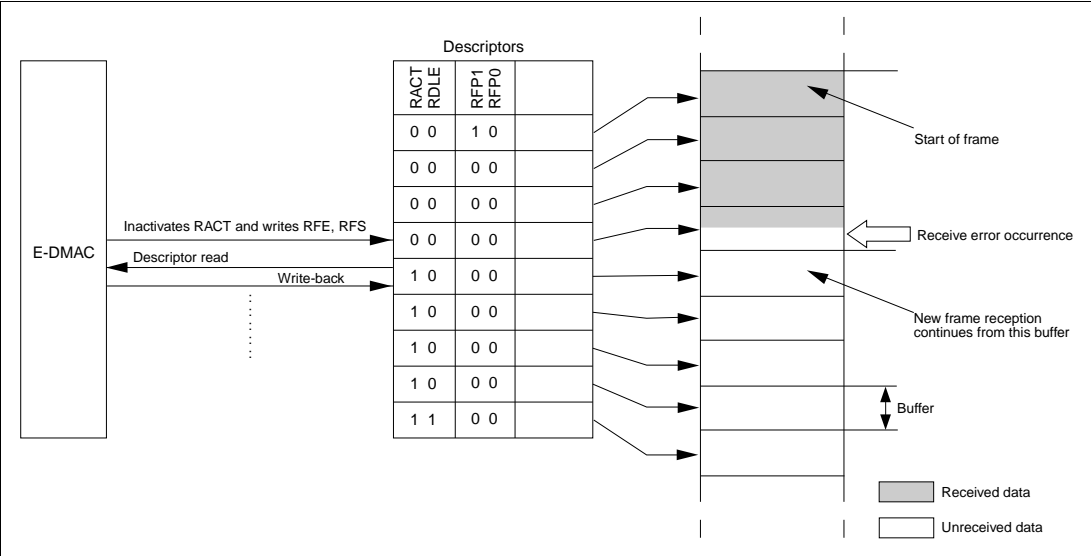 Descriptors
RACT RDLE RFP1 RFP0
0 0 1 0
0 0 0 0
0 0 0 0
0 0 0 0
1 0 0 0
1 0 0 0
1 0 0 0
1 0 0 0
1 1 0 0
E-DMAC
Inactivates RACT and writes RFE, RFS
Descriptor read
Write-back
Start of frame
Receive error occurrence
New frame reception
continues from this buffer
Buffer
Received data
Unreceived data